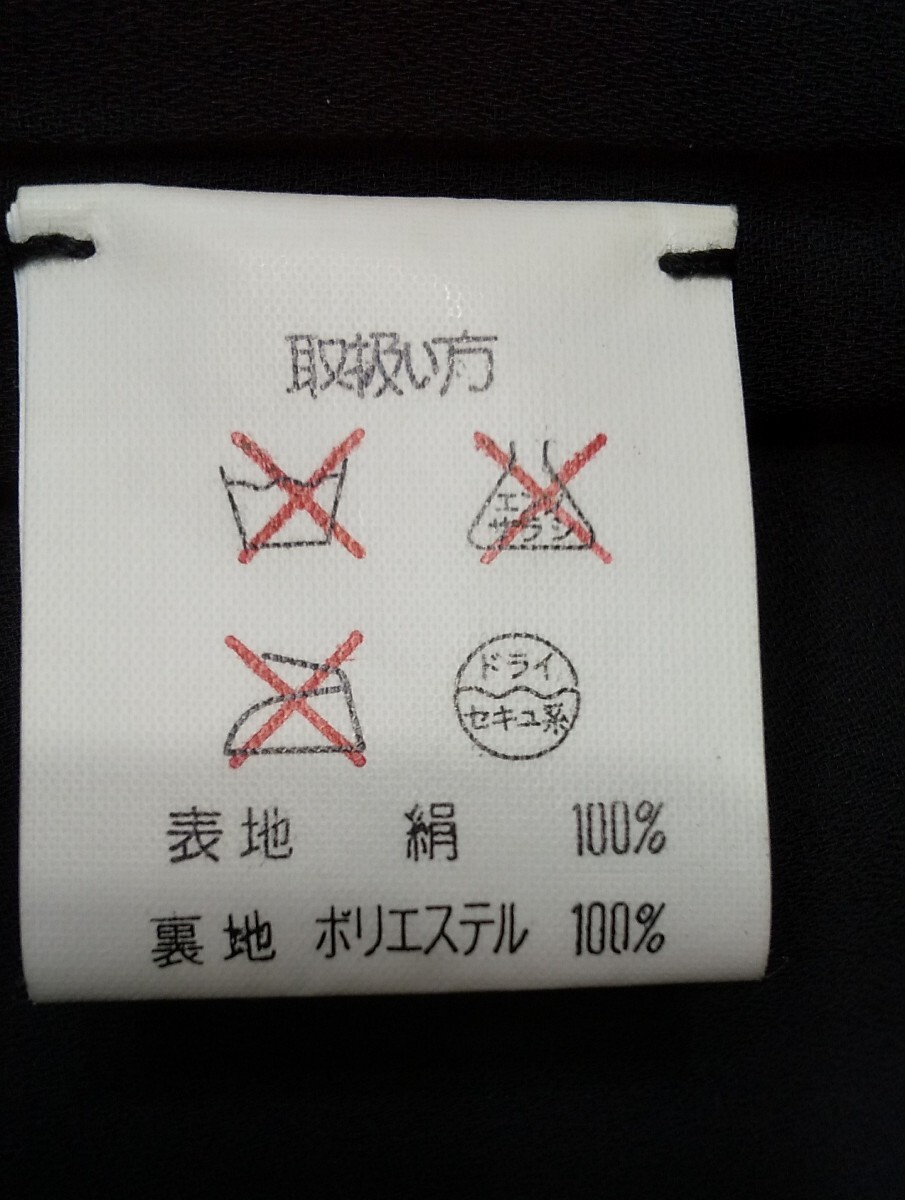 取扱い方
エンソ
サラシ
ドライ
セキユ系
表地 絹 100%
裏地 ポリエステル 100%